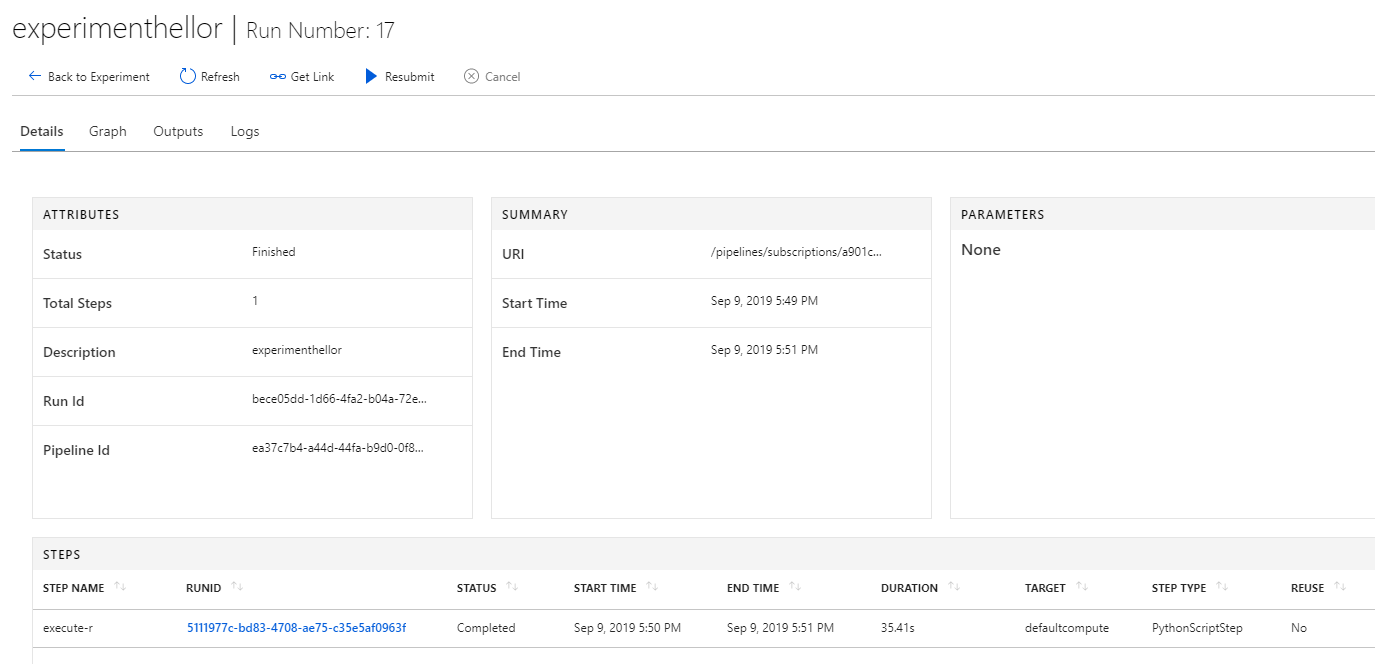 experimenthellor | Run Number: 17
Back to Experiment Refresh Get Link Resubmit Cancel
Details Graph Outputs Logs
ATTRIBUTES
Status Finished
Total Steps 1
Description experimenthellor
Run Id bece05dd-1d66-4fa2-b04a-72e...
Pipeline Id ea37c7b4-a44d-44fa-b9d0-0f8...
SUMMARY
URI /pipelines/subscriptions/a901c...
Start Time Sep 9, 2019 5:49 PM
End Time Sep 9, 2019 5:51 PM
PARAMETERS
None
STEPS
STEP NAME RUNID STATUS START TIME END TIME DURATION TARGET STEP TYPE REUSE
execute-r 5111977c-bd83-4708-ae75-c35e5af0963f Completed Sep 9, 2019 5:50 PM Sep 9, 2019 5:51 PM 35.41s defaultcompute PythonScriptStep No